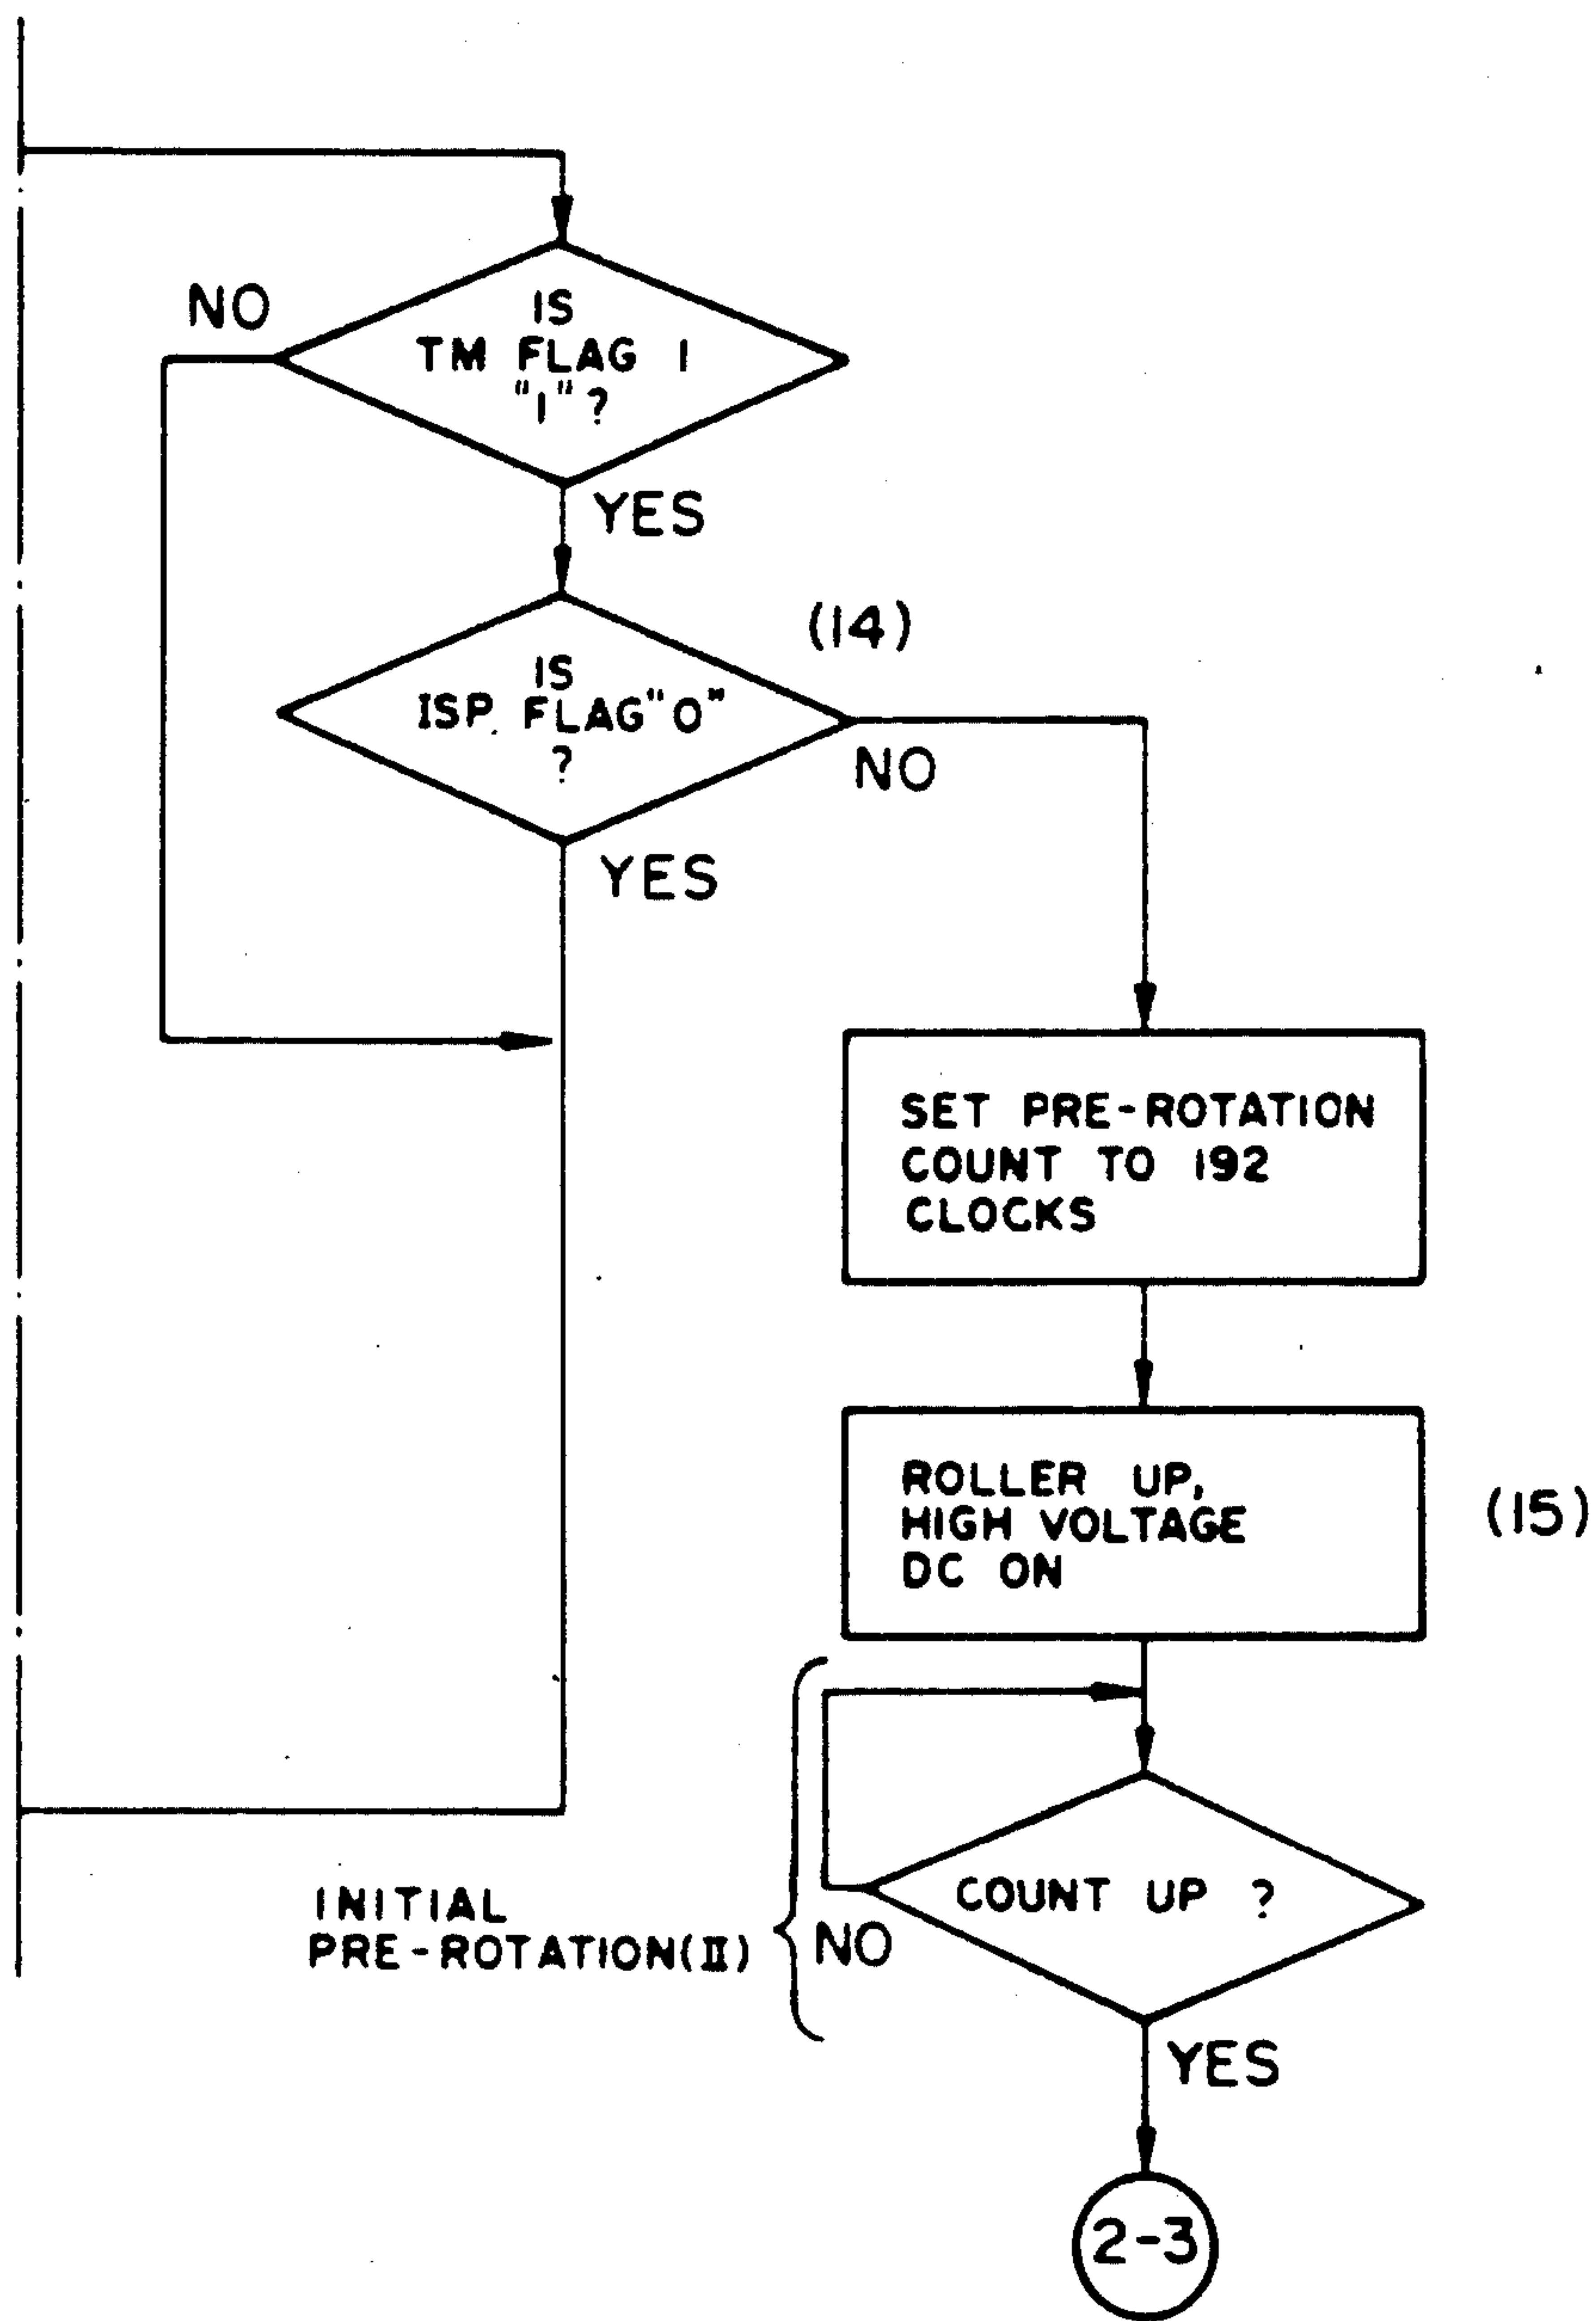 NO
IS
TM FLAG 1
"1" ?
YES
(14)
IS
ISP. FLAG "0"
?
NO
YES
SET PRE-ROTATION
COUNT TO 192
CLOCKS
ROLLER UP,
HIGH VOLTAGE
DC ON
(15)
INITIAL
PRE-ROTATION(II)
COUNT UP ?
NO
YES
2-3